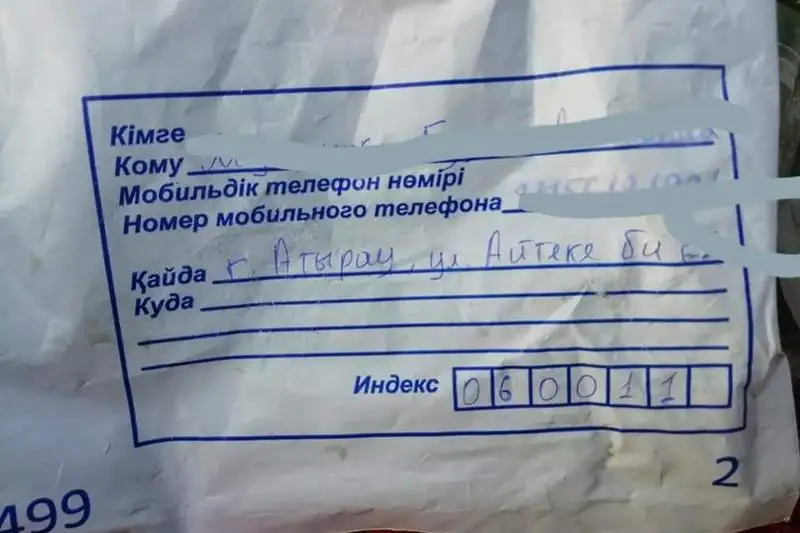 Кімге
Кому
Мобильдік телефон нөмірі
Номер мобильного телефона
Қайда г. Атырау, ул. Айтеке би
Куда
Индекс 060011
2
499